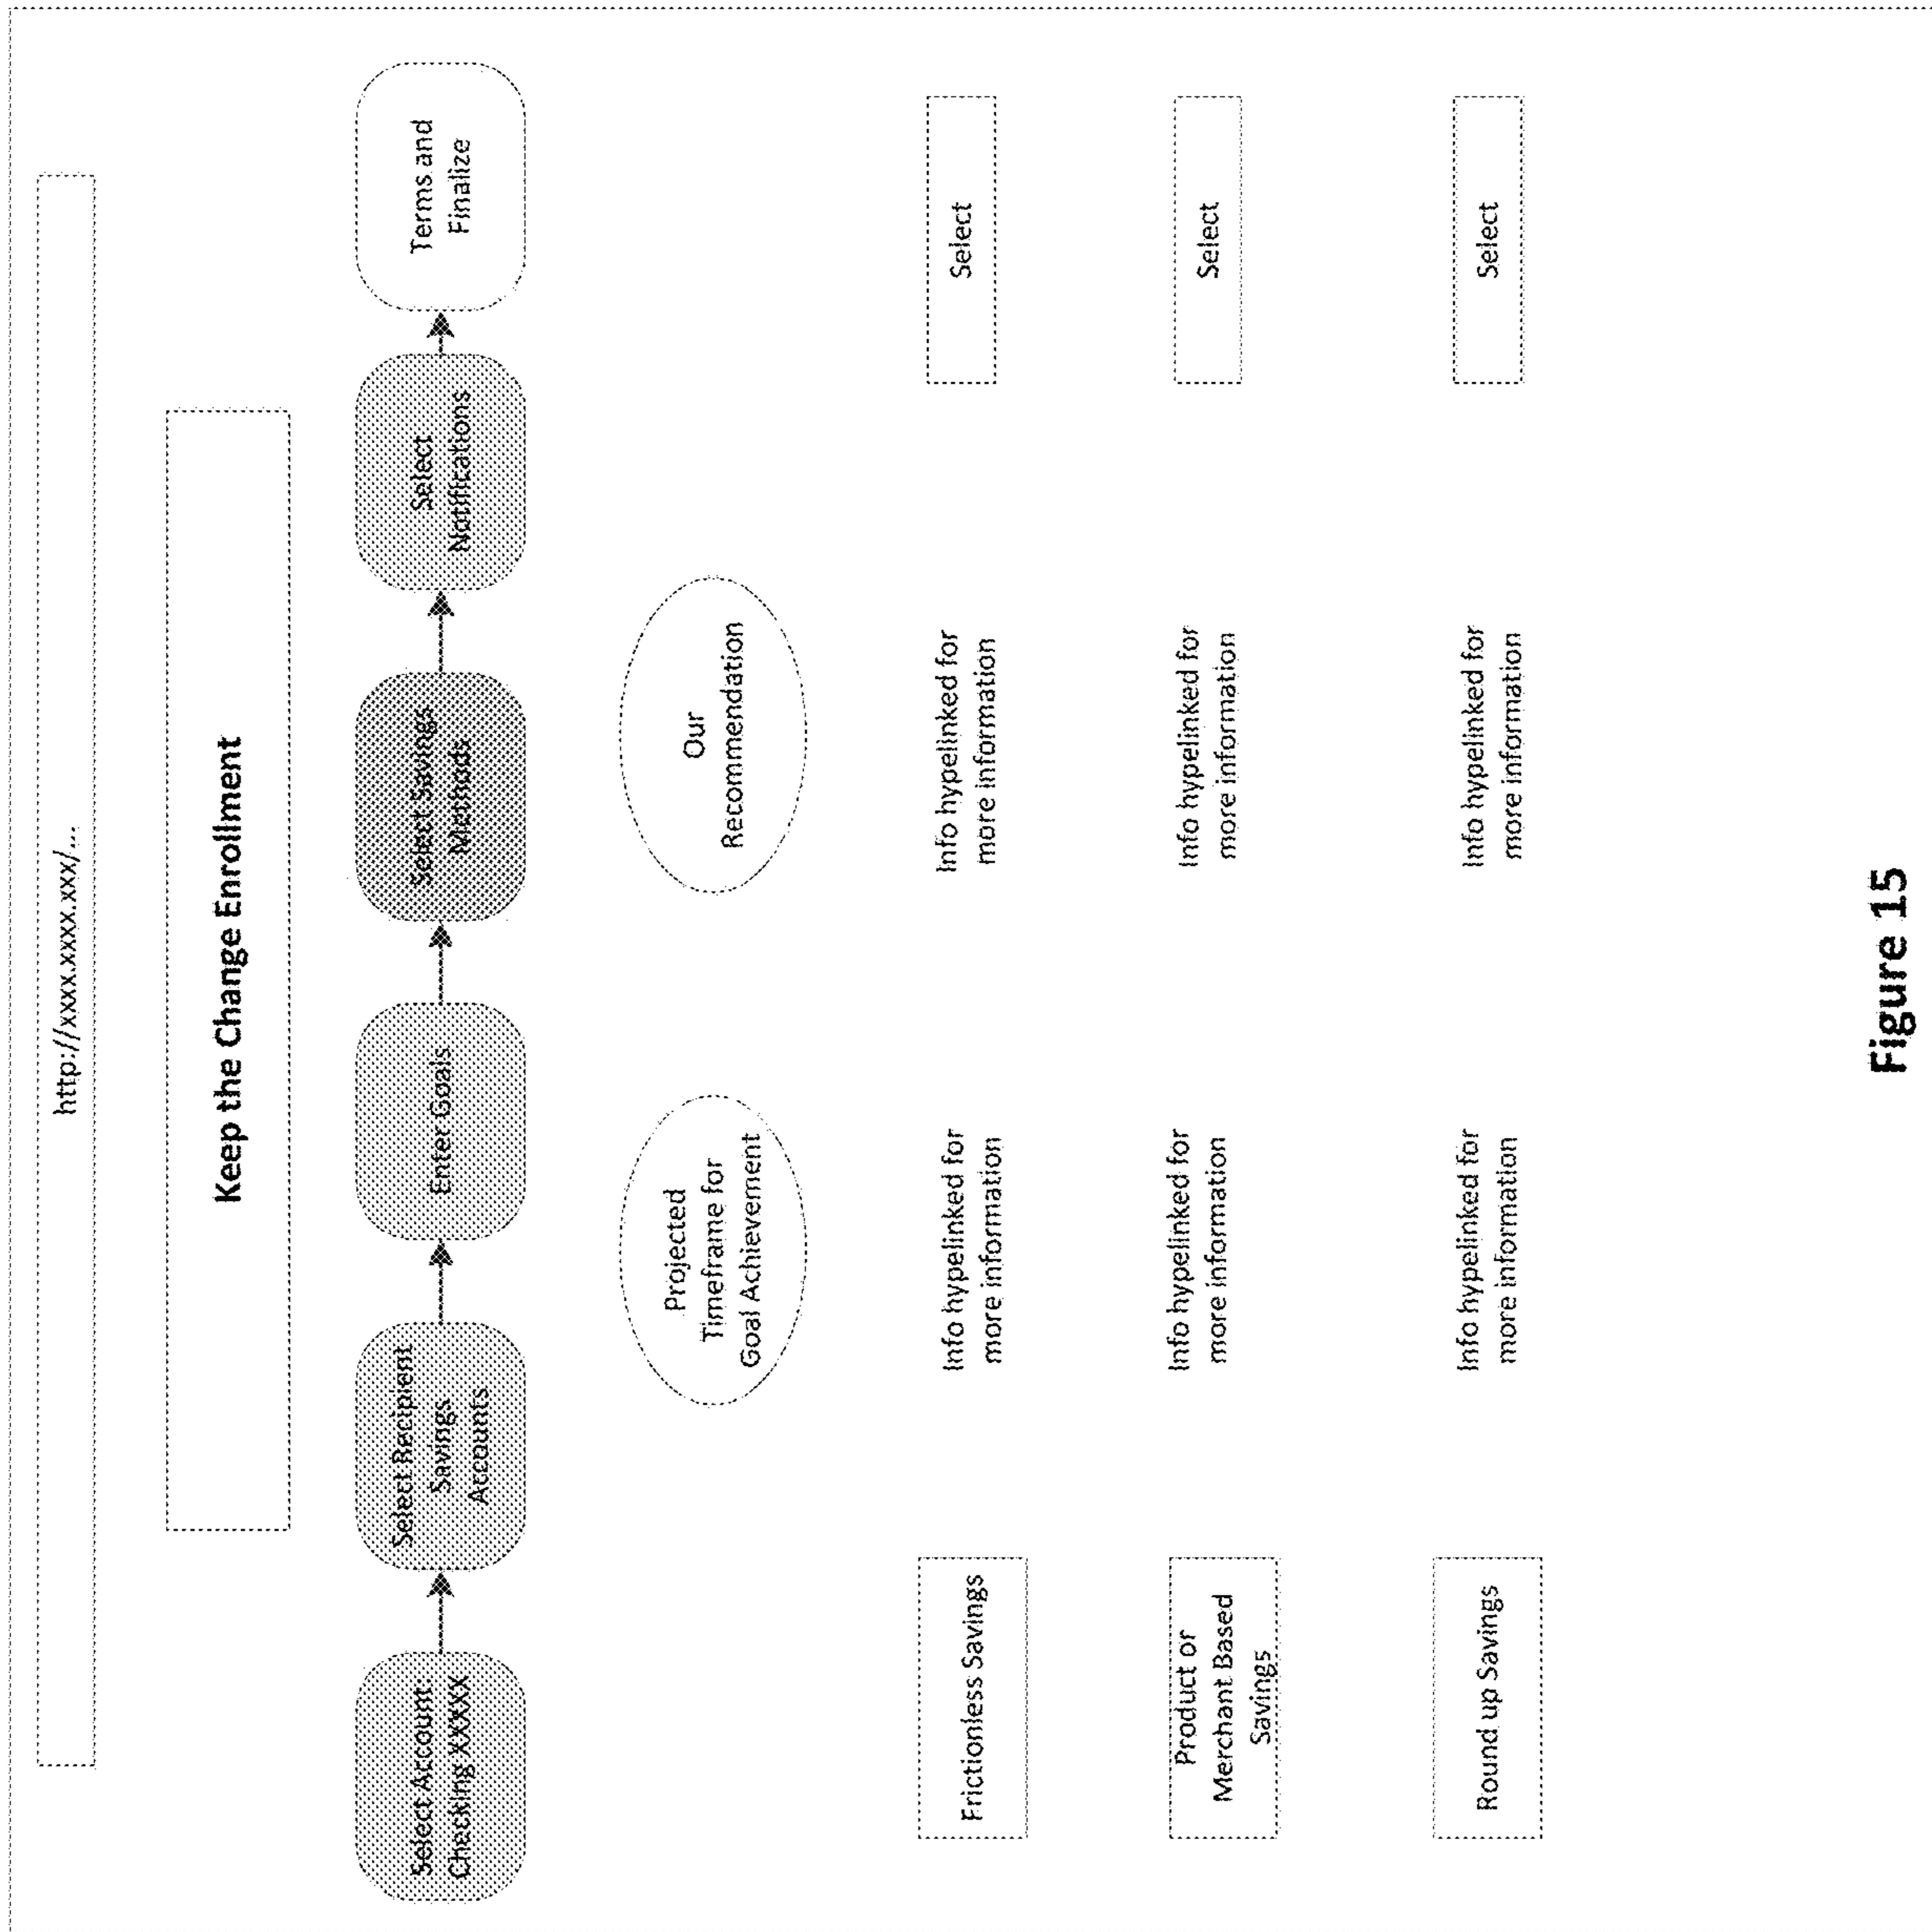 http://xxxx.xxxx.xxx/...
Keep the Change Enrollment
Select Account:
Checking XXXXX
Select Recipient
Savings
Accounts
Enter Goals
Select Savings
Methods
Select
Notifications
Terms and
Finalize
Projected
Timeframe for
Goal Achievement
Our
Recommendation
Frictionless Savings
Info hypelinked for
more information
Info hypelinked for
more information
Select
Product or
Merchant Based
Savings
Info hypelinked for
more information
Info hypelinked for
more information
Select
Round up Savings
Info hypelinked for
more information
Info hypelinked for
more information
Select
Figure 15